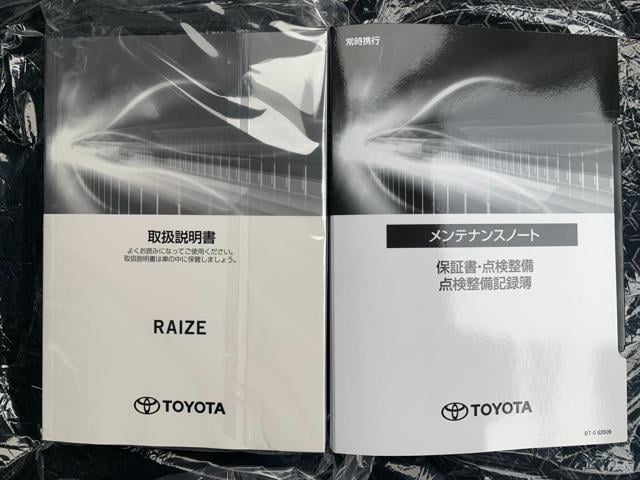 取扱説明書
よくお読みになってご使用ください。
取扱説明書は車の中に保管しましょう。
RAIZE
TOYOTA
常時携行
メンテナンスノート
保証書・点検整備
点検整備記録簿
TOYOTA